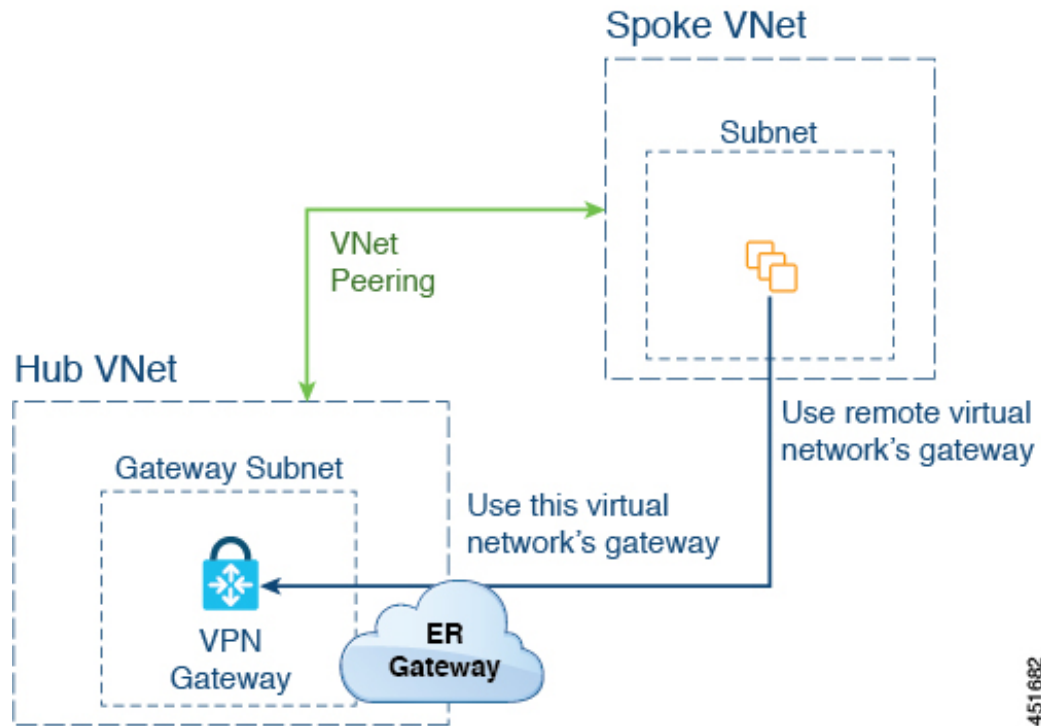 Spoke VNet
Subnet
VNet
Peering
Hub VNet
Use remote virtual
network's gateway
Gateway Subnet
Use this virtual
network's gateway
VPN
Gateway
ER
Gateway
451682